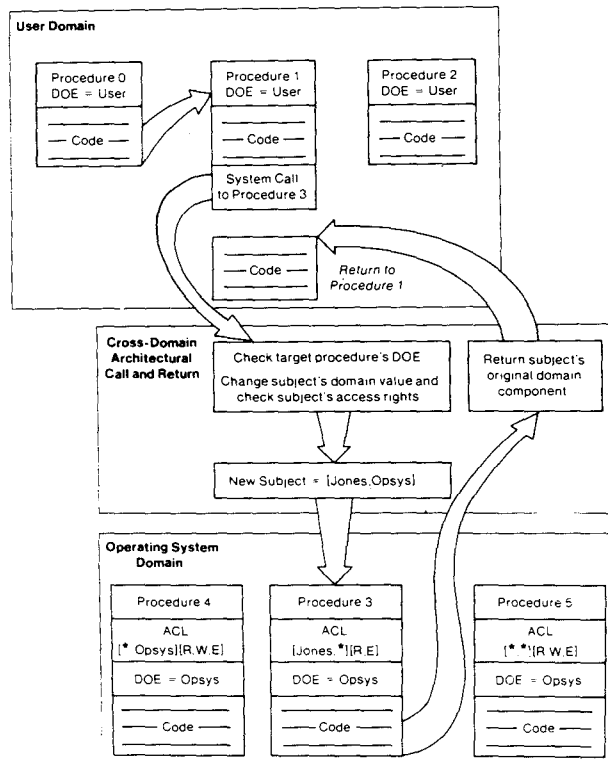 User Domain
Procedure 0
DOE = User
Code
Procedure 1
DOE = User
Code
System Call
to Procedure 3
Procedure 2
DOE = User
Code
Code
Return to
Procedure 1
Cross-Domain
Architectural
Call and Return
Check target procedure's DOE
Change subject's domain value and
check subject's access rights
Return subject's
original domain
component
New Subject = [Jones,Opsys]
Operating System
Domain
Procedure 4
ACL
[* Opsys][R,W,E]
DOE = Opsys
Code
Procedure 3
ACL
[Jones,*][R,E]
DOE = Opsys
Code
Procedure 5
ACL
[*.*][R,W,E]
DOE = Opsys
Code